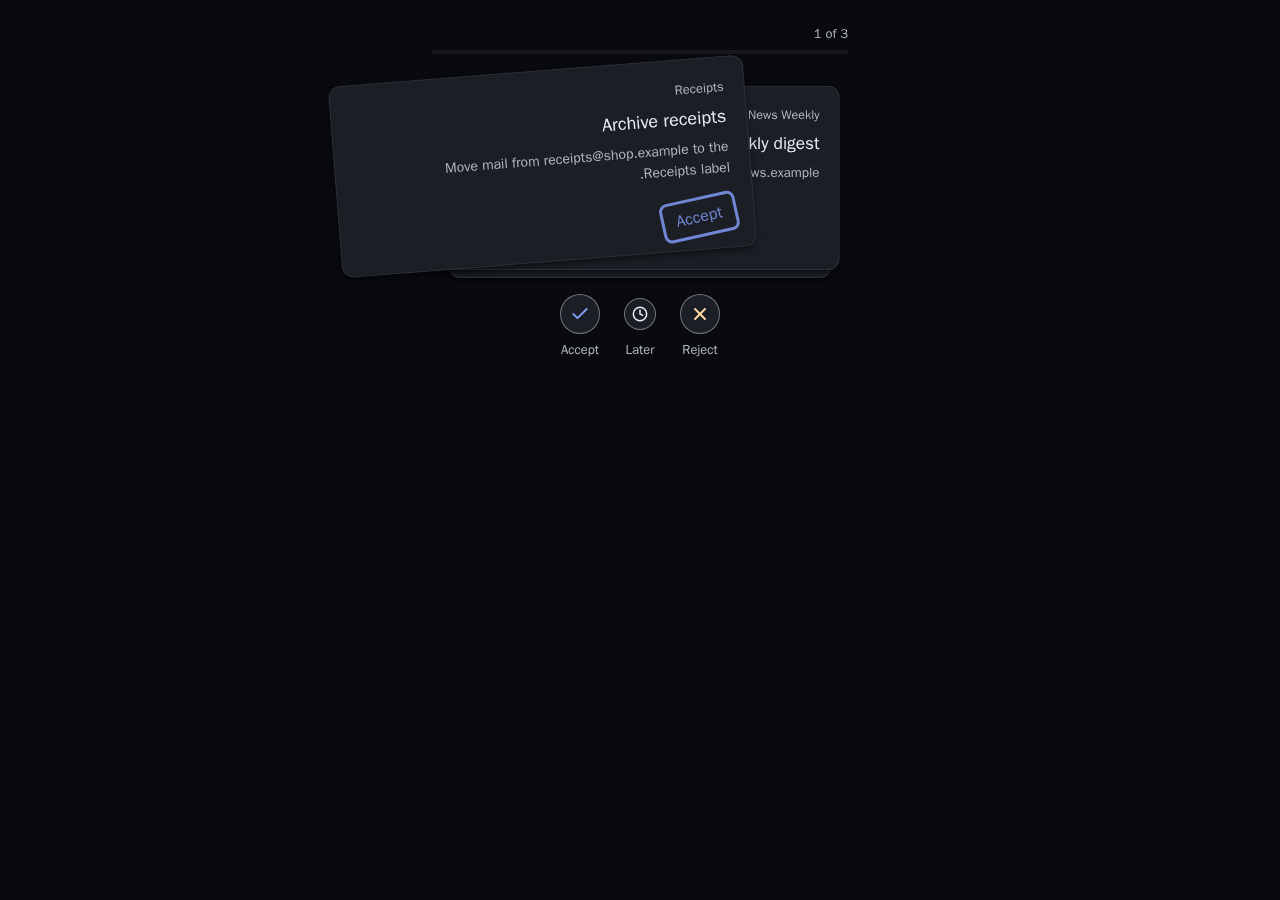 1 of 3
Receipts
Archive receipts
Move mail from receipts@shop.example to the
.Receipts label
Accept
News Weekly
kly digest
ws.example
Accept
Later
Reject